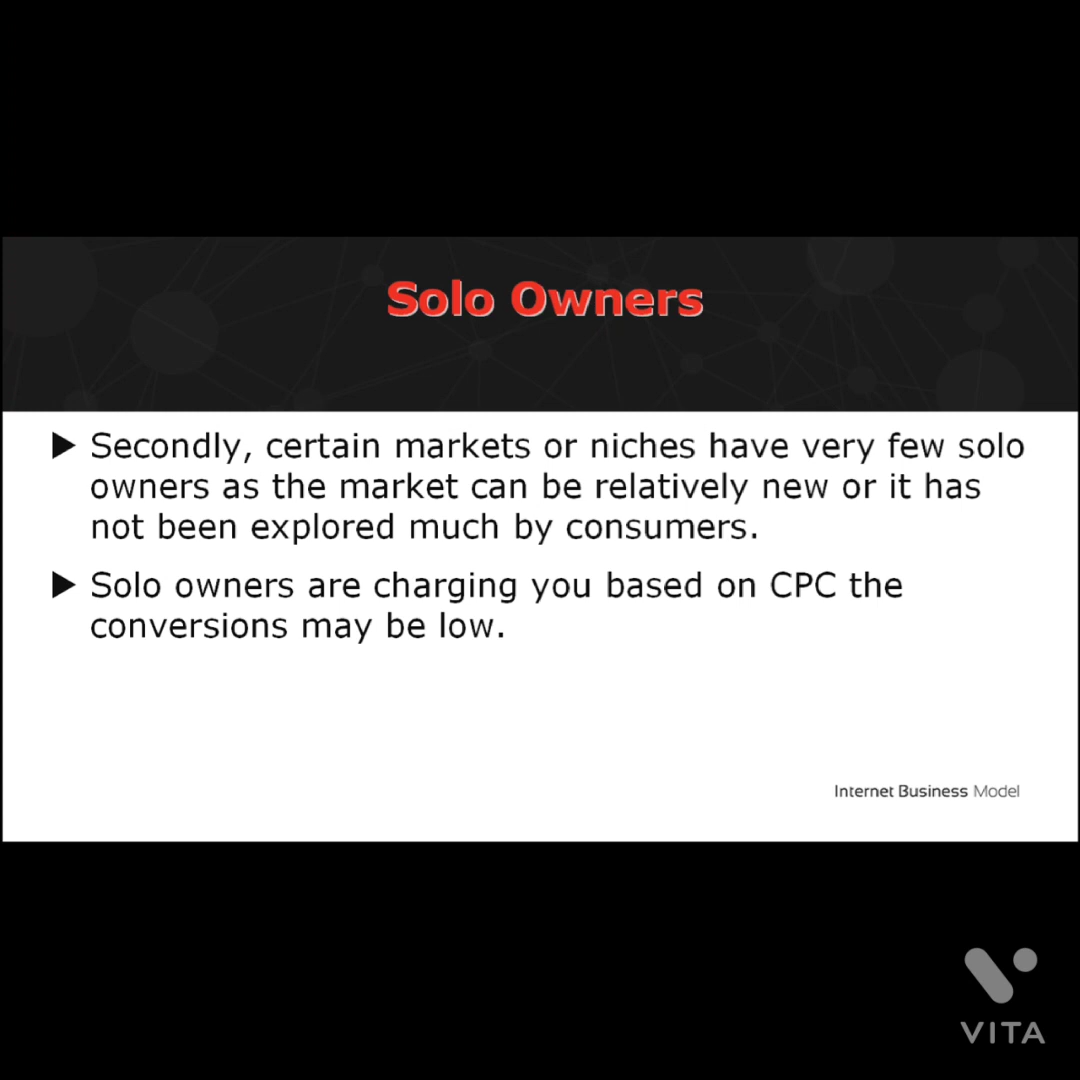 Solo Owners
▶ Secondly, certain markets or niches have very few solo
owners as the market can be relatively new or it has
not been explored much by consumers.
▶ Solo owners are charging you based on CPC the
conversions may be low.
Internet Business Model
VITA